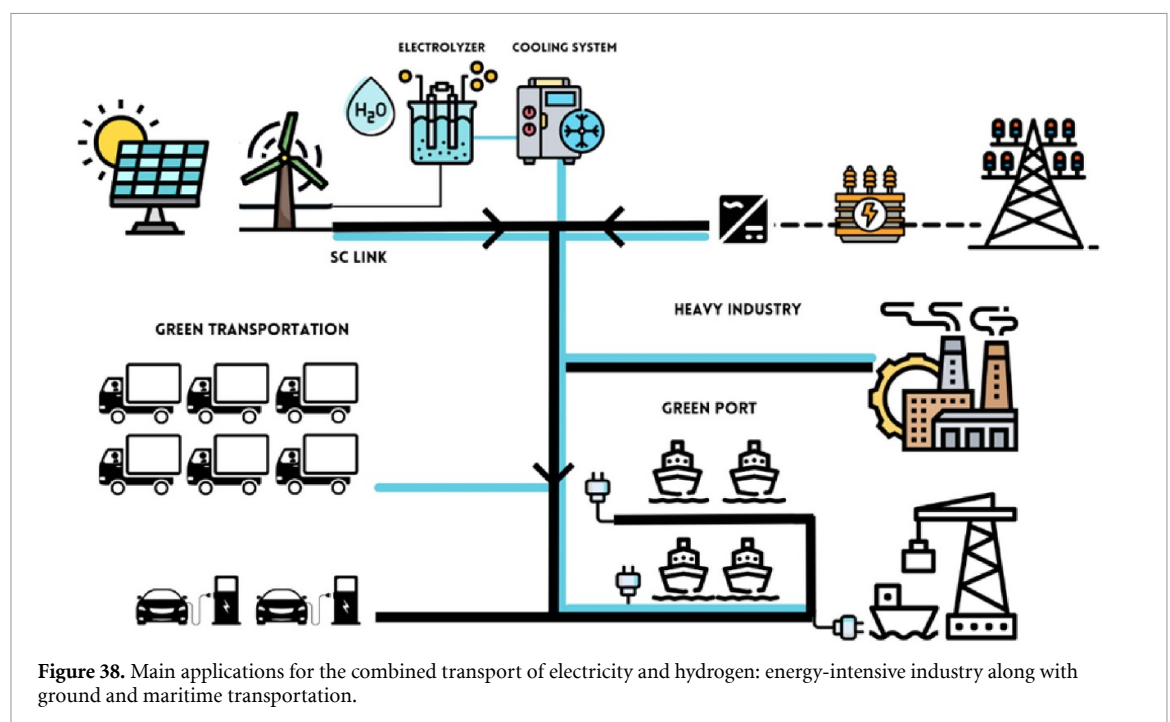 ELECTROLYZER
COOLING SYSTEM
H₂O
SC LINK
HEAVY INDUSTRY
GREEN TRANSPORTATION
GREEN PORT
Figure 38. Main applications for the combined transport of electricity and hydrogen: energy-intensive industry along with
ground and maritime transportation.